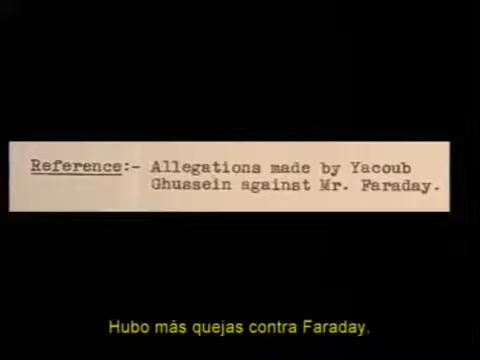 Reference:- Allegations made by Yacoub
Ghussein against Mr. Faraday.
Hubo más quejas contra Faraday.